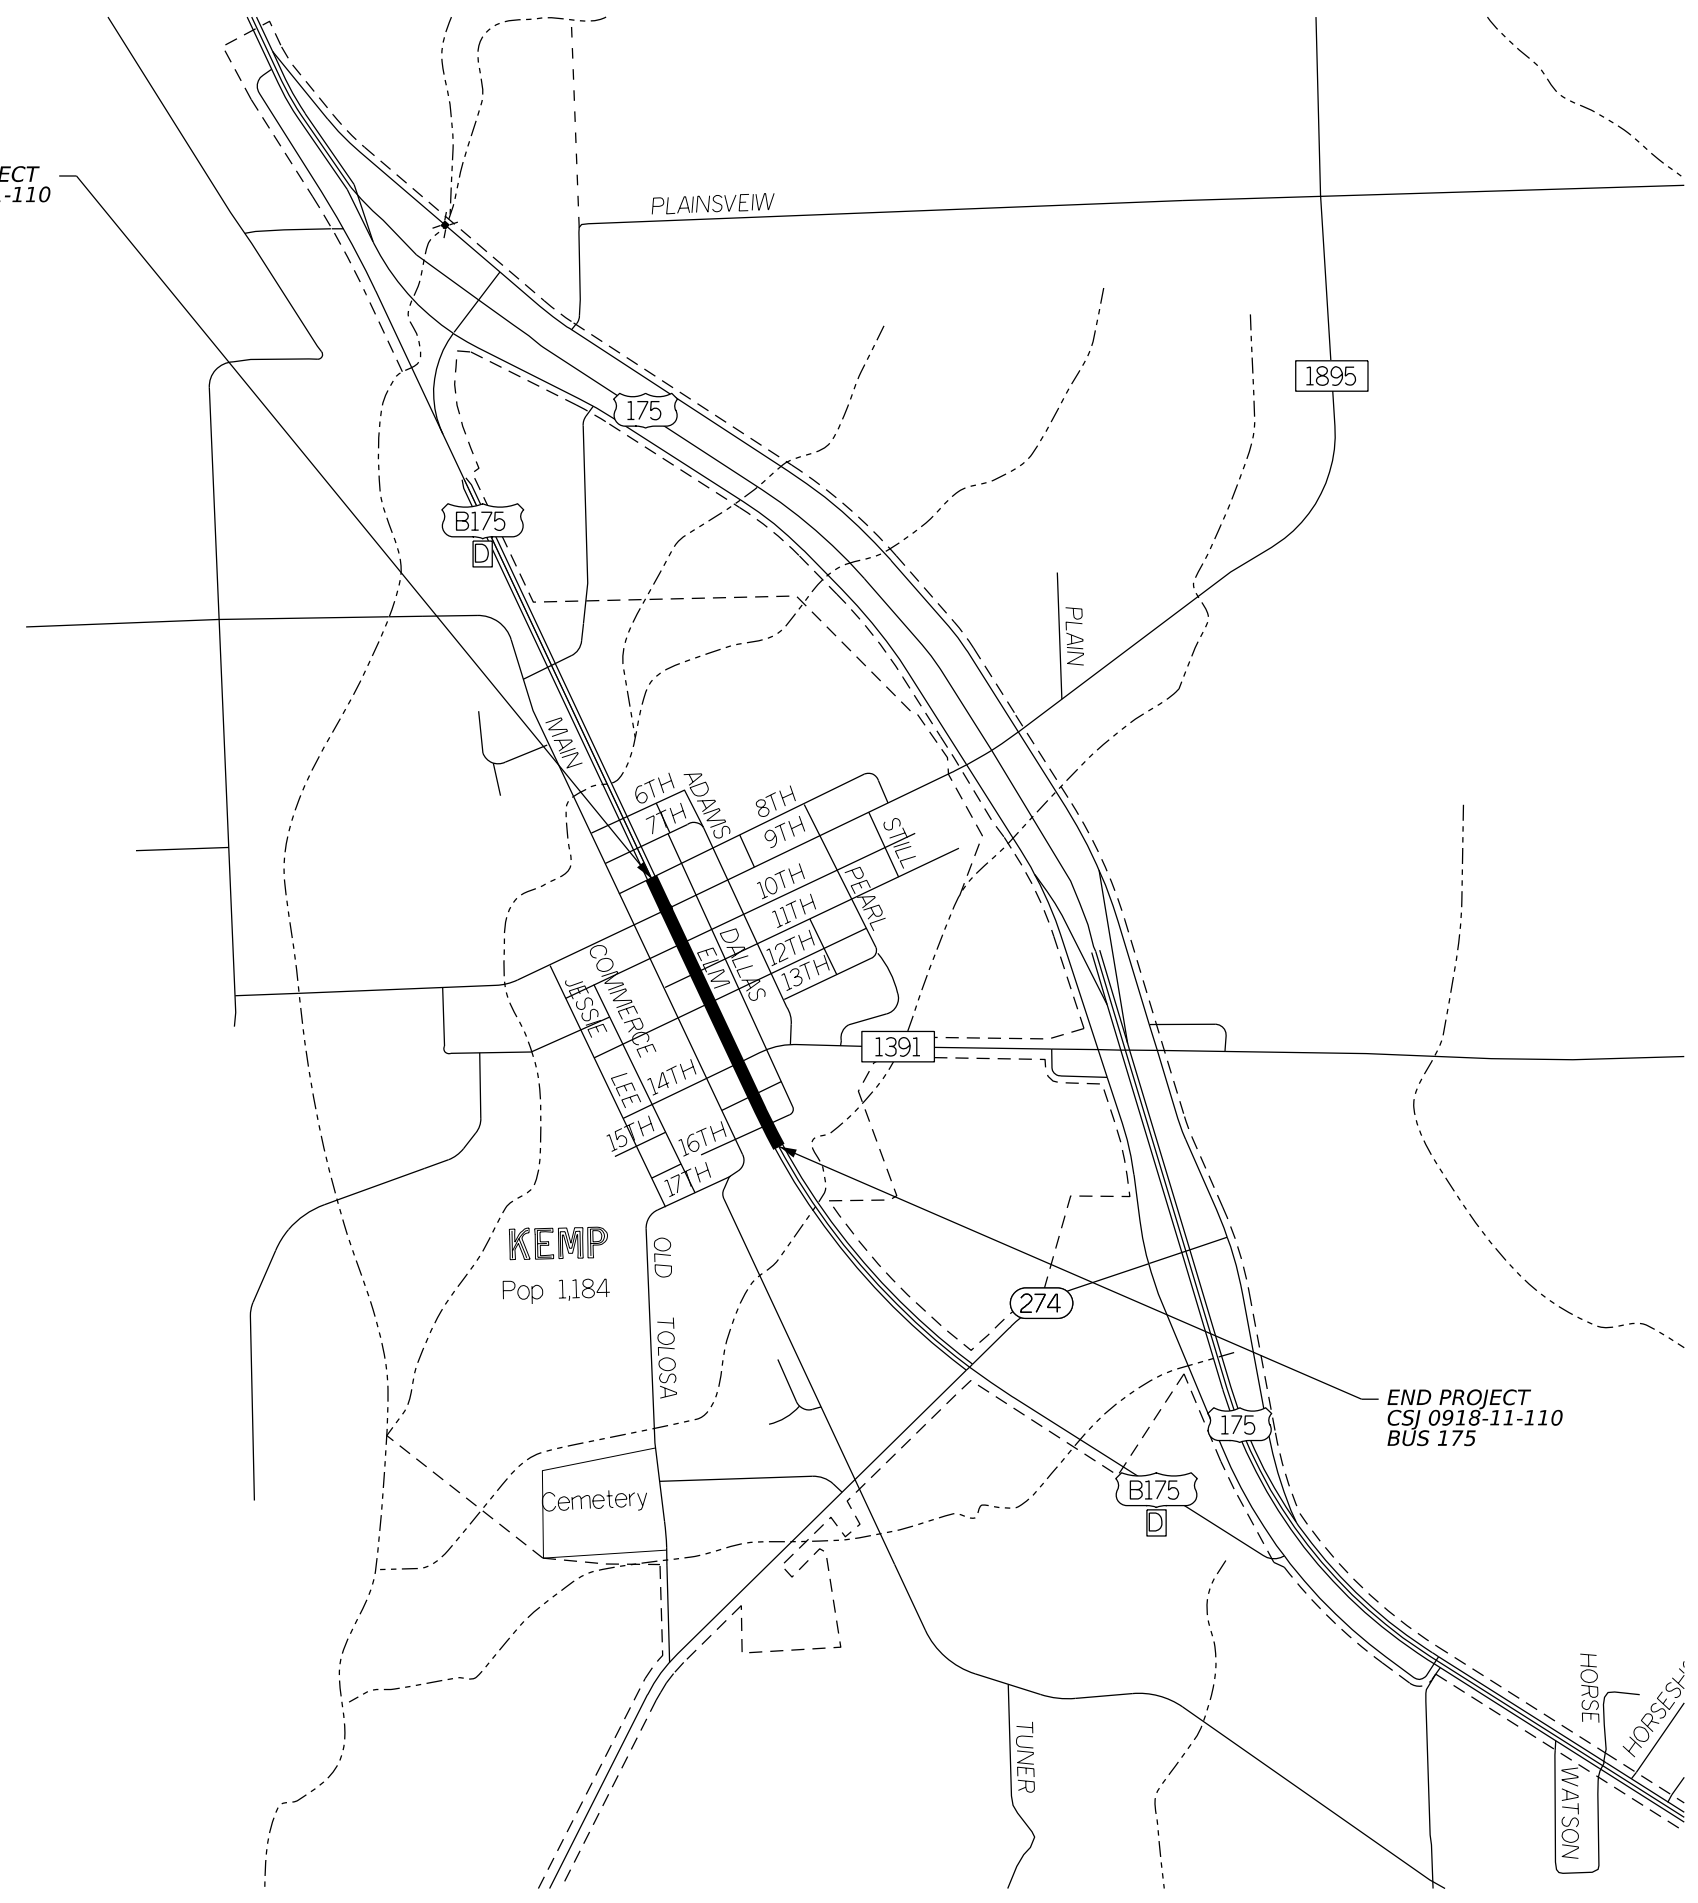 ECT
-110
PLAINSVEIW
1895
175
B175
D
PLAIN
MAIN
6TH
ADAMS
7TH
8TH
9TH
STILL
10TH
PEARL
11TH
DALLAS
12TH
ELM
13TH
COMMERCE
JESSIE
1391
LEE
14TH
15TH
16TH
17TH
KEMP
Pop 1,184
OLD TOLOSA
274
END PROJECT
CSJ 0918-11-110
BUS 175
175
B175
D
Cemetery
TUNER
HORSE
HORSESH
WATSON